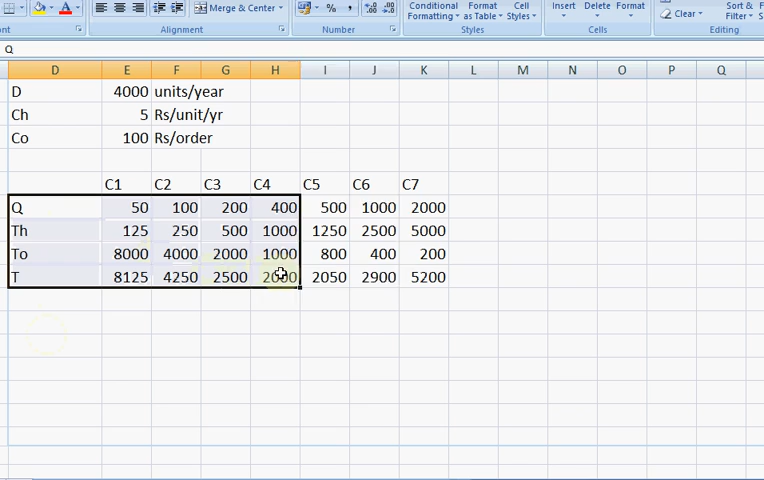 Conditional Format Cell Insert Delete Format Sort &
Merge & Center % , Formatting as Table Styles Clear Filter
Alignment Number Styles Cells Editing
Q
D E F G H I J K L M N O P Q
D 4000 units/year
Ch 5 Rs/unit/yr
Co 100 Rs/order
C1 C2 C3 C4 C5 C6 C7
Q 50 100 200 400 500 1000 2000
Th 125 250 500 1000 1250 2500 5000
To 8000 4000 2000 1000 800 400 200
T 8125 4250 2500 2000 2050 2900 5200